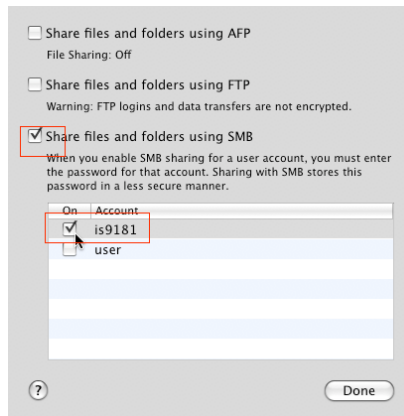 Share files and folders using AFP
File Sharing: Off
Share files and folders using FTP
Warning: FTP logins and data transfers are not encrypted.
Share files and folders using SMB
When you enable SMB sharing for a user account, you must enter
the password for that account. Sharing with SMB stores this
password in a less secure manner.
On Account
is9181
user
?
Done